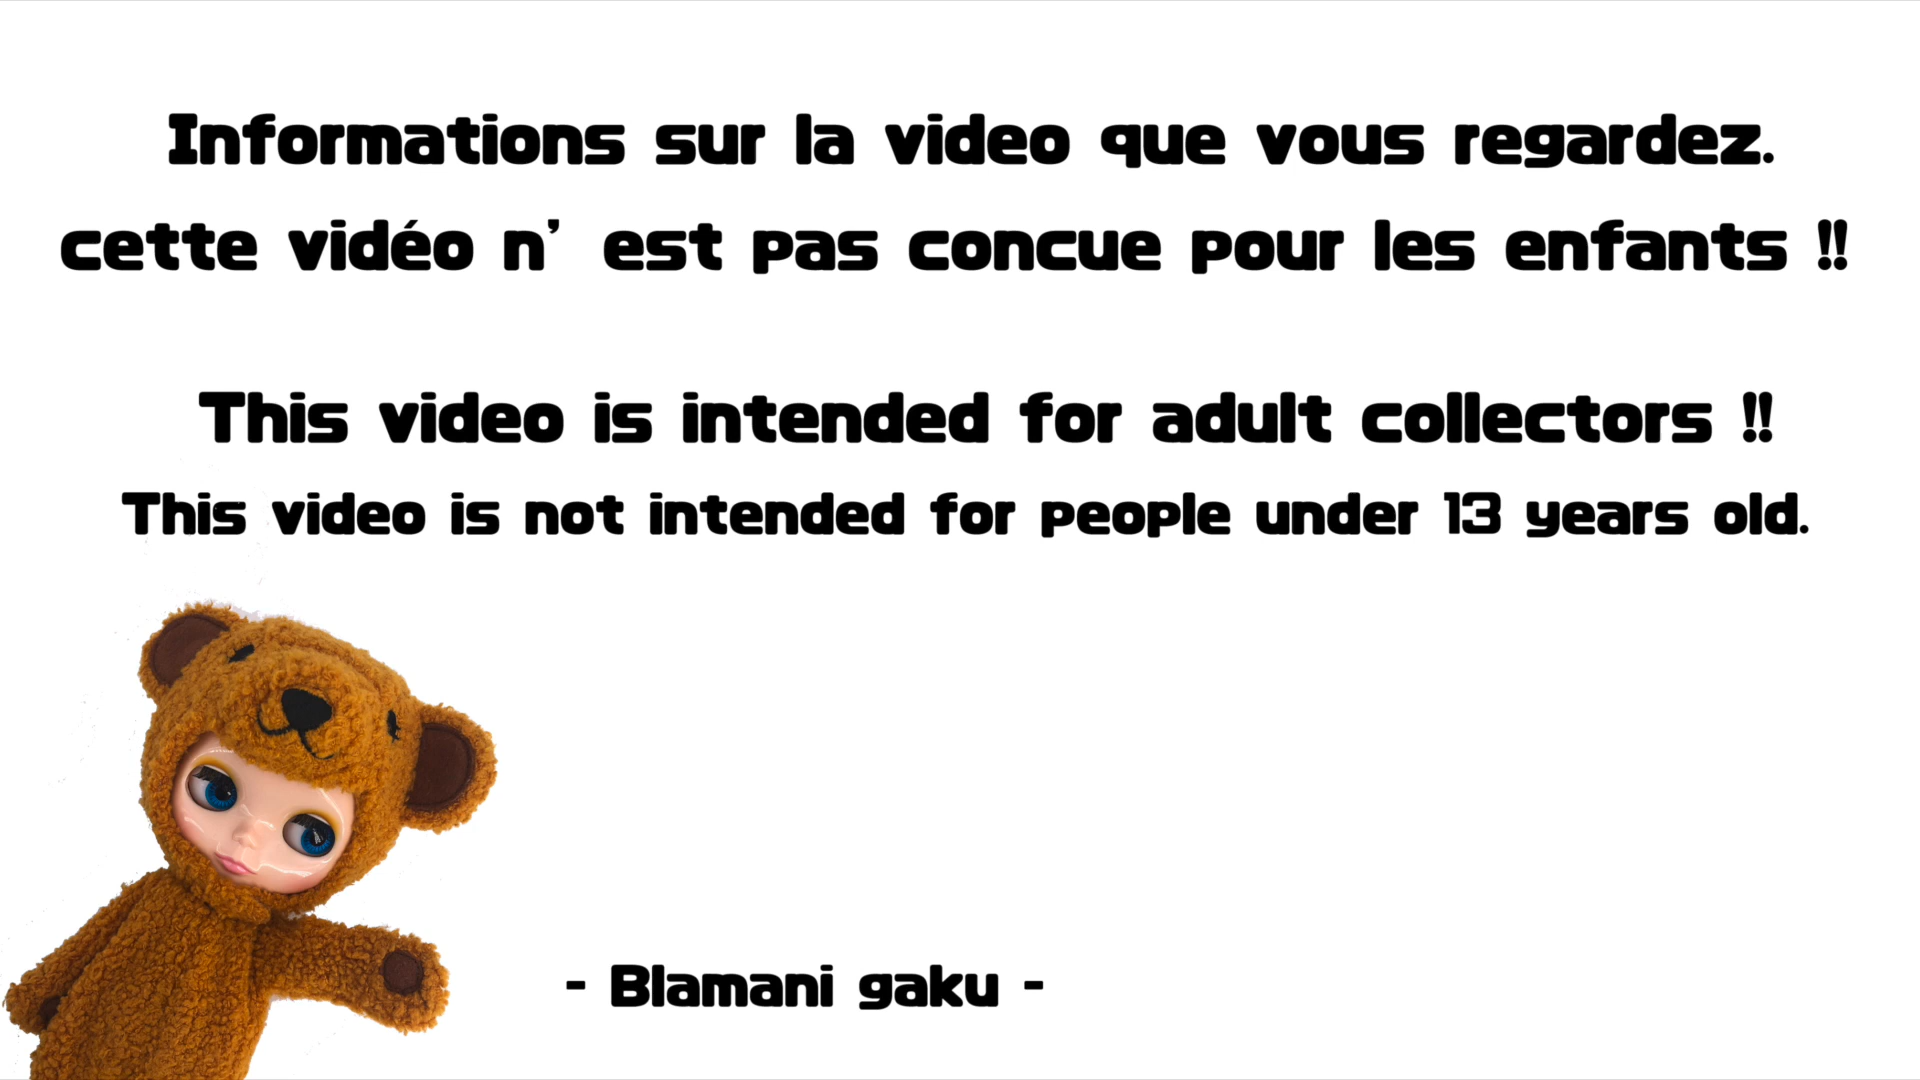 Informations sur la video que vous regardez.
cette vidéo n' est pas concue pour les enfants !!
This video is intended for adult collectors !!
This video is not intended for people under 13 years old.
- Blamani gaku -